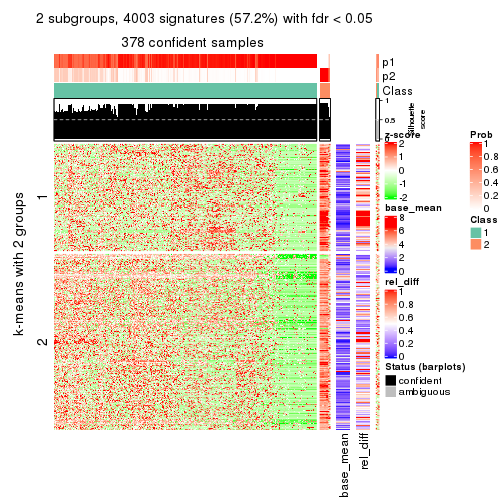 2 subgroups, 4003 signatures (57.2%) with fdr < 0.05
378 confident samples
p1
p2
Class
1
0.5
0
Silhouette
score
k-means with 2 groups
1
2
base_mean
rel_diff
z-score
2
1
0
-1
-2
base_mean
8
6
4
2
0
rel_diff
1
0.8
0.6
0.4
0.2
0
Status (barplots)
confident
ambiguous
Prob
1
0.8
0.6
0.4
0.2
0
Class
1
2